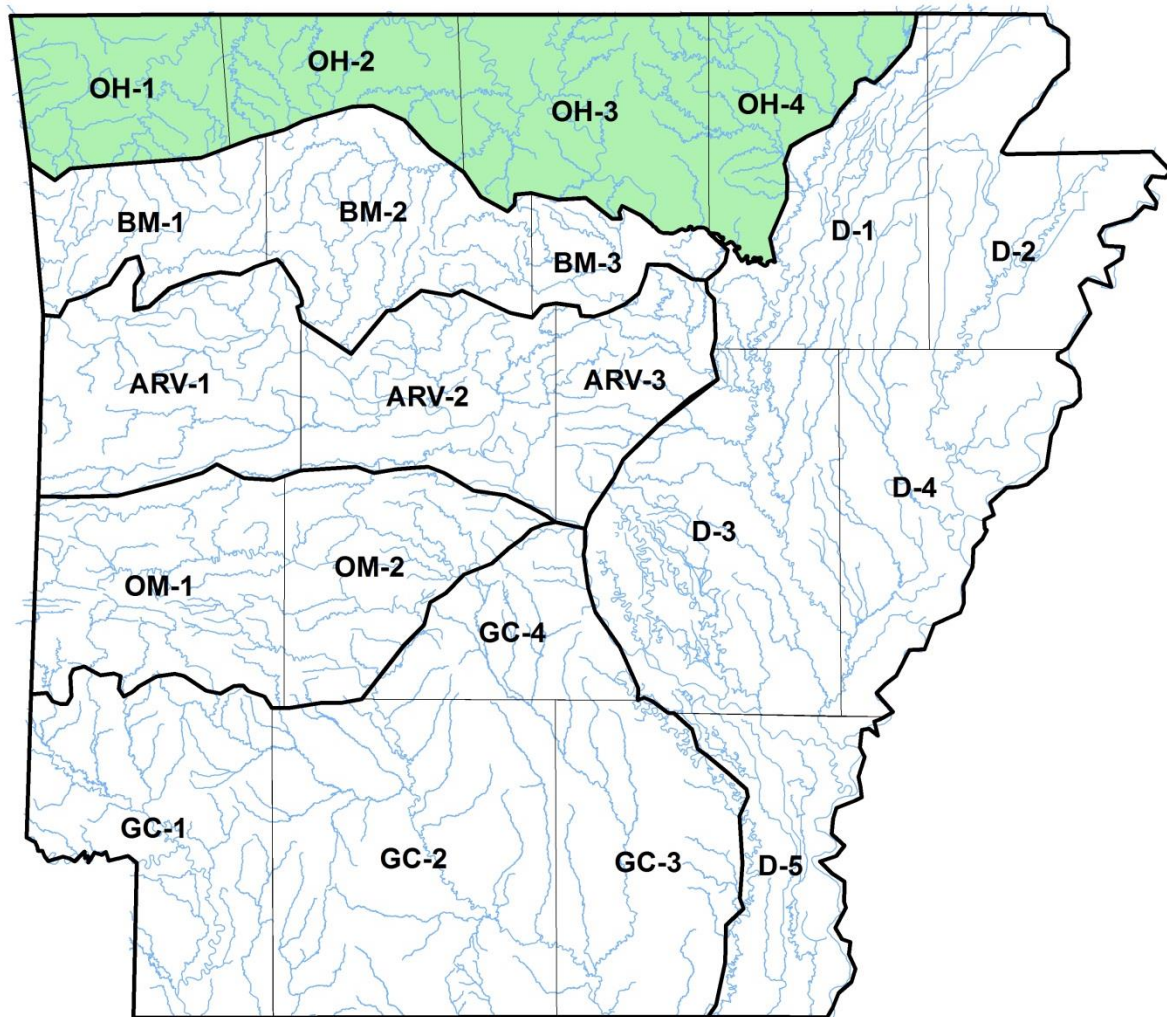 OH-1
OH-2
OH-3
OH-4
BM-1
BM-2
BM-3
D-1
D-2
ARV-1
ARV-2
ARV-3
D-3
D-4
OM-1
OM-2
GC-4
GC-1
GC-2
GC-3
D-5